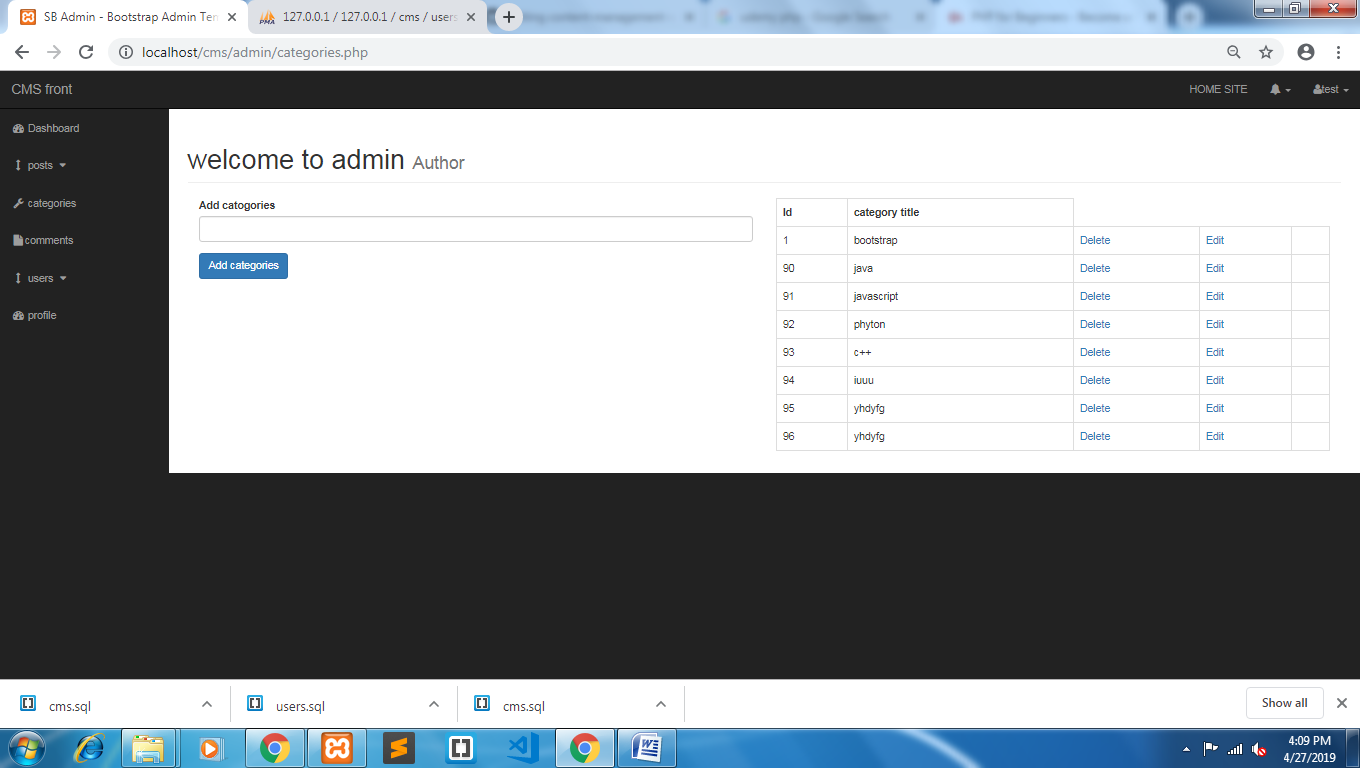 SB Admin - Bootstrap Admin Ten
127.0.0.1 / 127.0.0.1 / cms / users
localhost/cms/admin/categories.php
CMS front
HOME SITE
test
Dashboard
posts
categories
comments
users
profile
welcome to admin Author
Add catogories
Add categories
Id category title
1 bootstrap Delete Edit
90 java Delete Edit
91 javascript Delete Edit
92 phyton Delete Edit
93 c++ Delete Edit
94 iuuu Delete Edit
95 yhdyfg Delete Edit
96 yhdyfg Delete Edit
cms.sql
users.sql
cms.sql
Show all
4:09 PM
4/27/2019